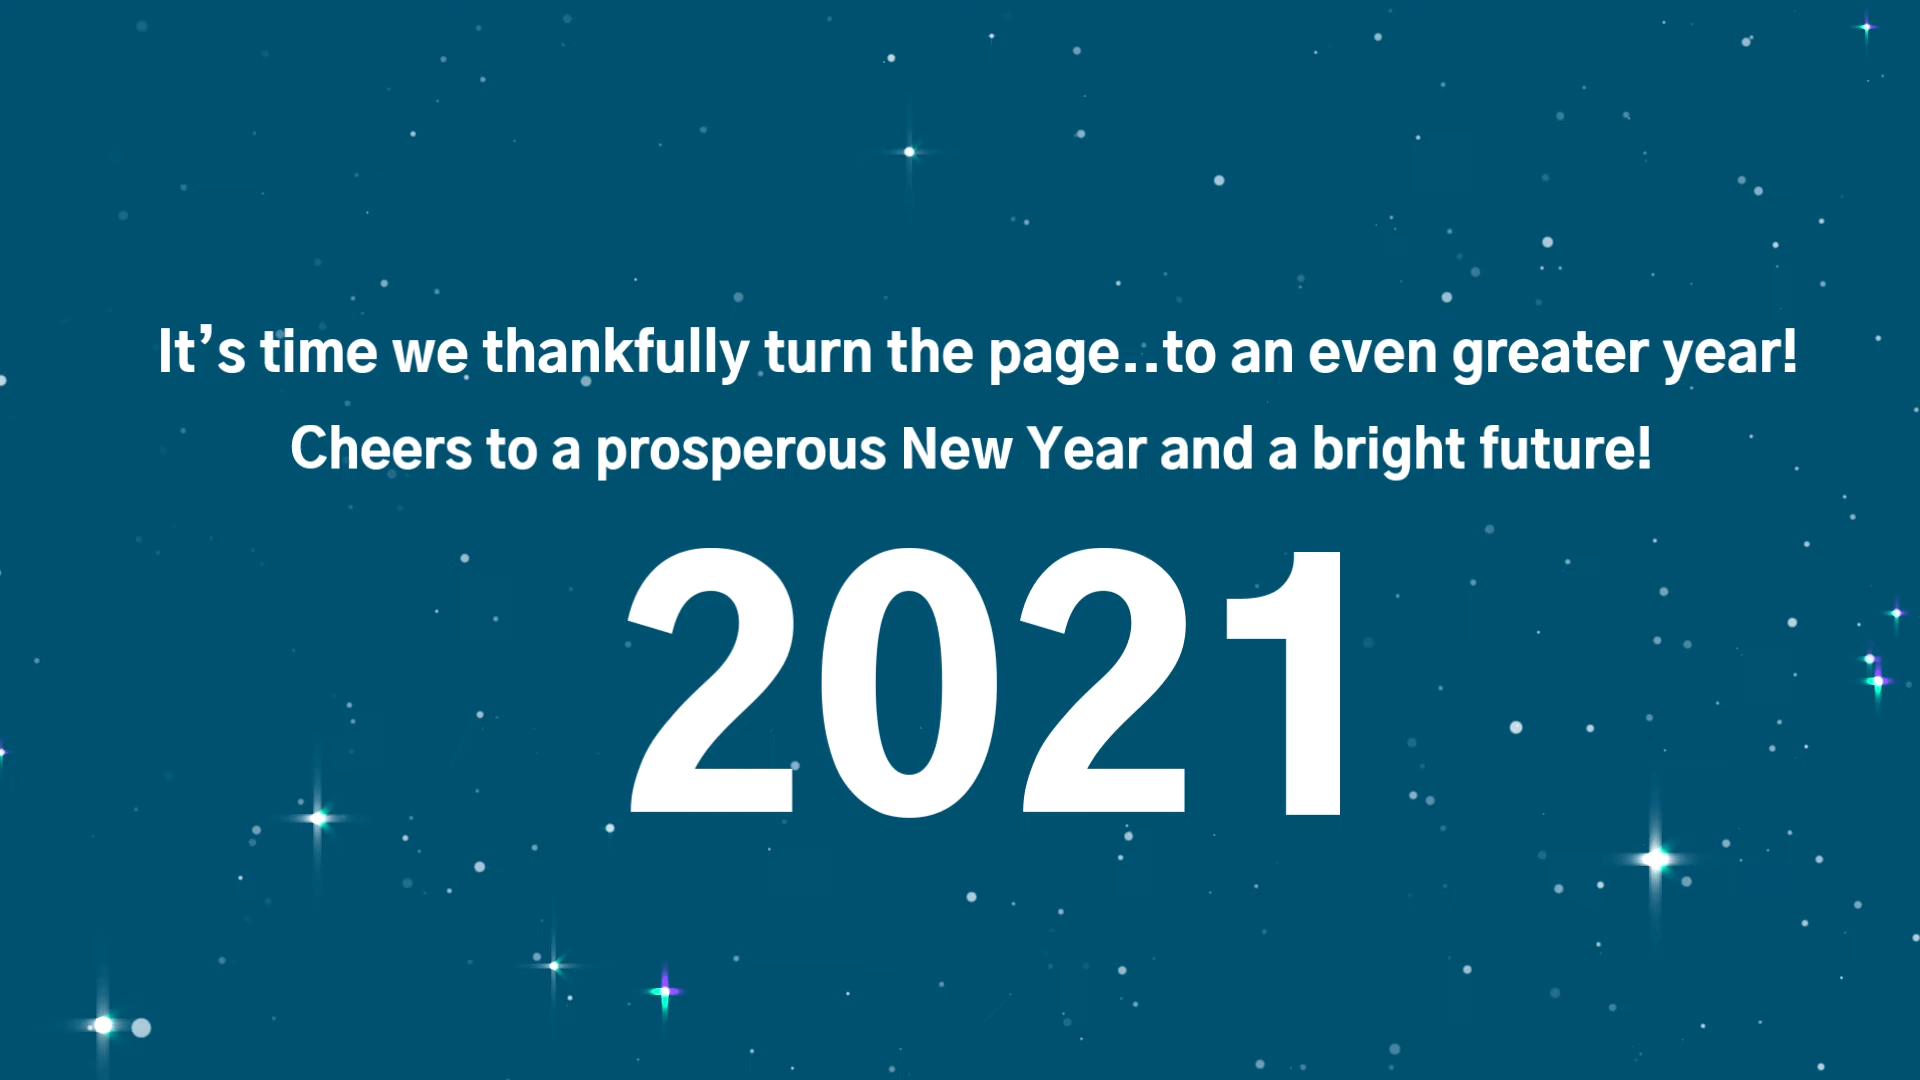 It’s time we thankfully turn the page..to an even greater year!
Cheers to a prosperous New Year and a bright future!
2021